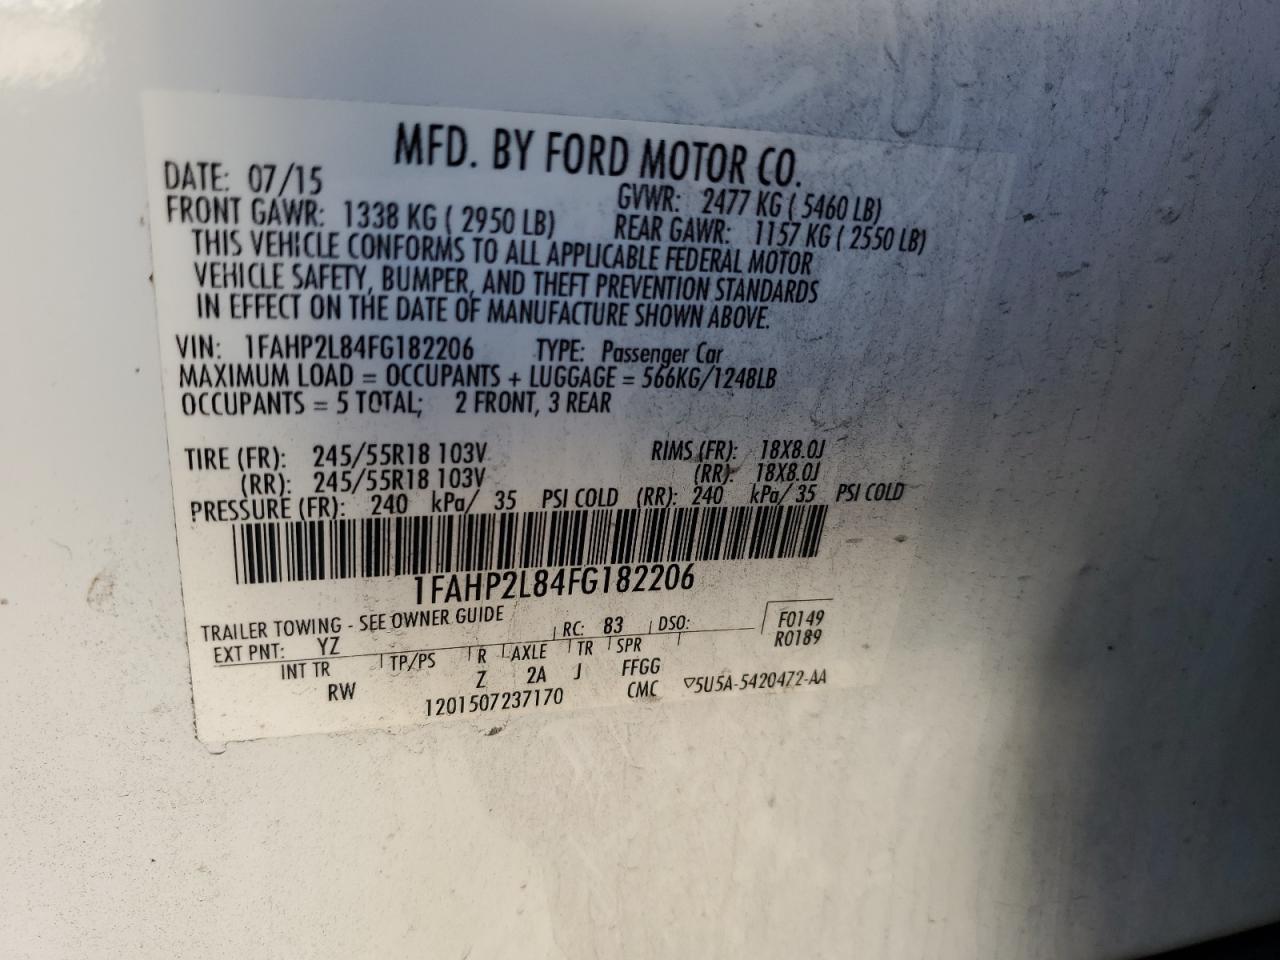 MFD. BY FORD MOTOR CO.
DATE: 07/15 GVWR: 2477 KG ( 5460 LB)
FRONT GAWR: 1338 KG ( 2950 LB) REAR GAWR: 1157 KG ( 2550 LB)
THIS VEHICLE CONFORMS TO ALL APPLICABLE FEDERAL MOTOR
VEHICLE SAFETY, BUMPER, AND THEFT PREVENTION STANDARDS
IN EFFECT ON THE DATE OF MANUFACTURE SHOWN ABOVE.
VIN: 1FAHP2L84FG182206 TYPE: Passenger Car
MAXIMUM LOAD = OCCUPANTS + LUGGAGE = 566KG/1248LB
OCCUPANTS = 5 TOTAL; 2 FRONT, 3 REAR
TIRE (FR): 245/55R18 103V RIMS (FR): 18X8.0J
(RR): 245/55R18 103V (RR): 18X8.0J
PRESSURE (FR): 240 kPa/ 35 PSI COLD (RR): 240 kPa/ 35 PSI COLD
1FAHP2L84FG182206
TRAILER TOWING - SEE OWNER GUIDE
EXT PNT: YZ RC: 83 DSO: F0149
R0189
INT TR TP/PS R AXLE TR SPR
RW Z 2A J FFGG
1201507237170 CMC ▽5U5A-5420472-AA